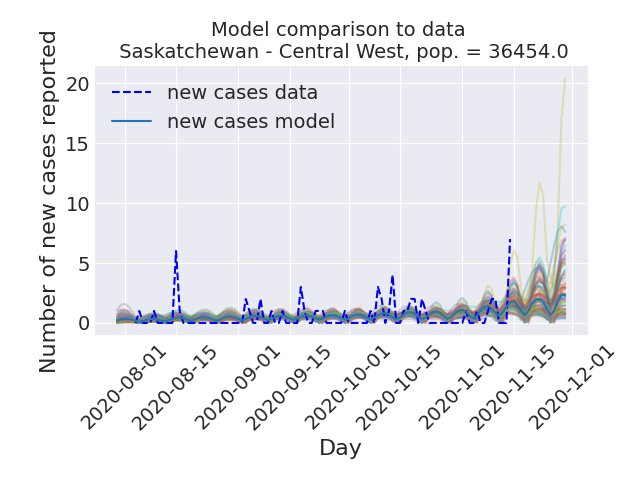 Model comparison to data
Saskatchewan - Central West, pop. = 36454.0
Number of new cases reported
20
15
10
5
0
new cases data
new cases model
2020-08-01
2020-08-15
2020-09-01
2020-09-15
2020-10-01
2020-10-15
2020-11-01
2020-11-15
2020-12-01
Day